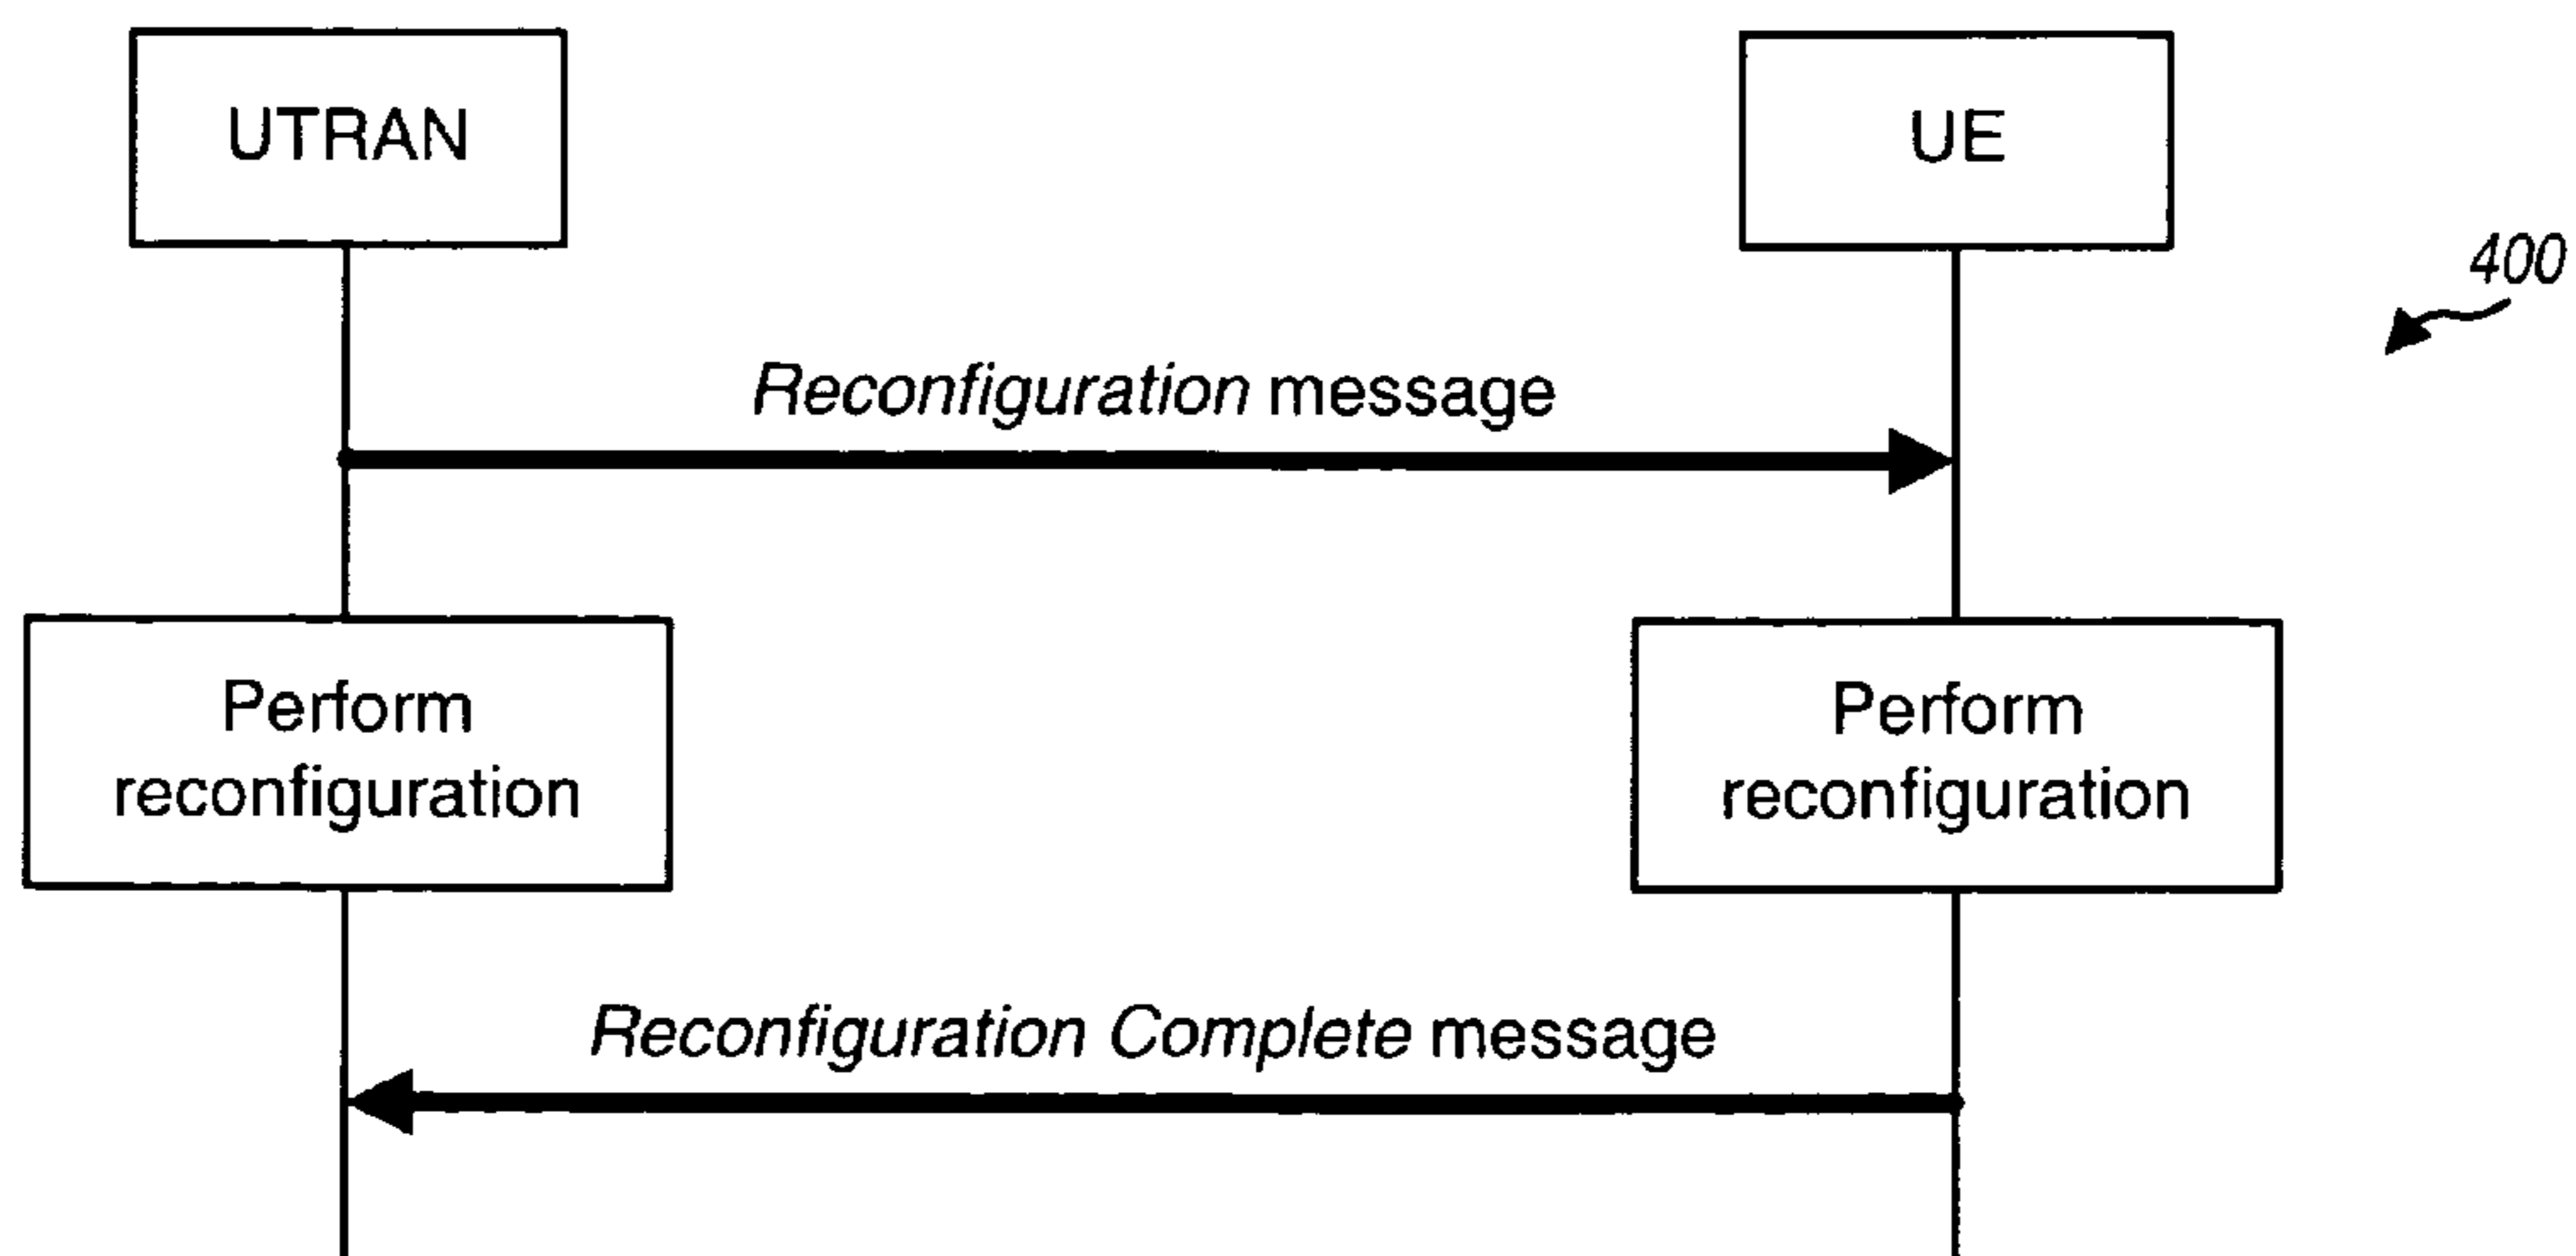 UTRAN
UE
400
Reconfiguration message
Perform
reconfiguration
Perform
reconfiguration
Reconfiguration Complete message